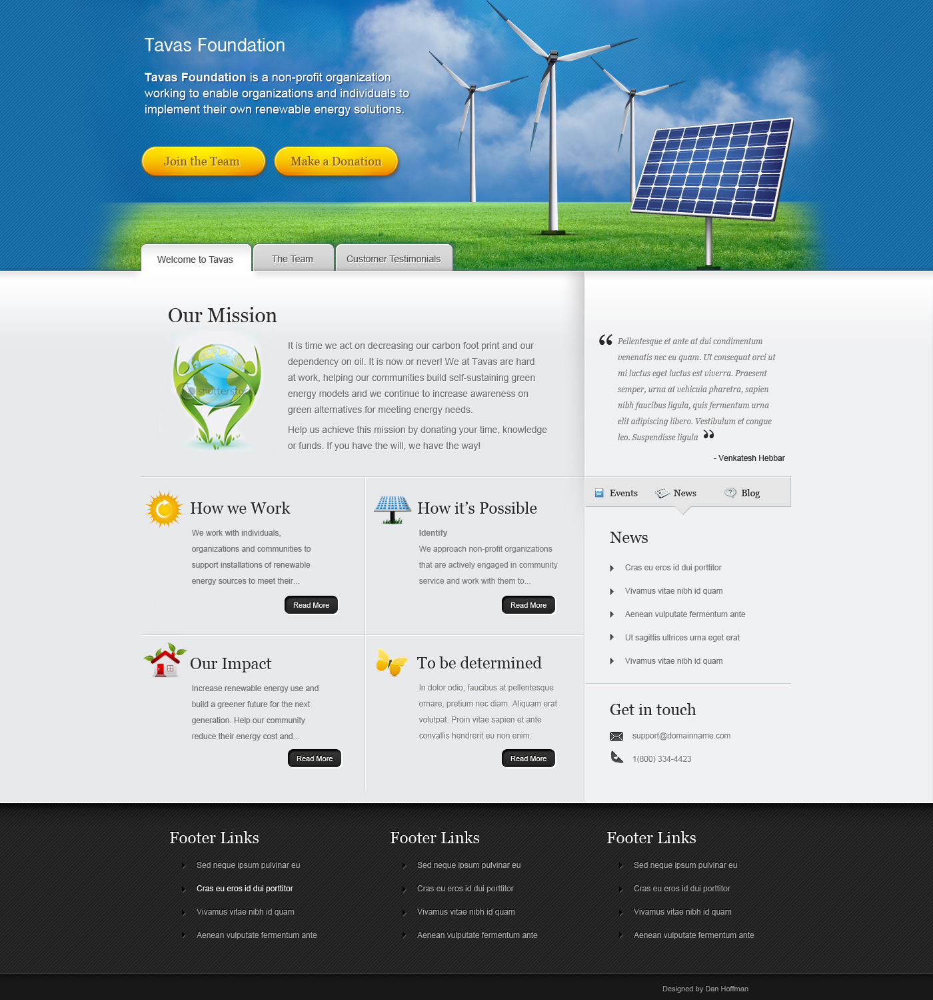 Tavas Foundation
Tavas Foundation is a non-profit organization
working to enable organizations and individuals to
implement their own renewable energy solutions.
Join the Team
Make a Donation
Welcome to Tavas
The Team
Customer Testimonials
Our Mission
shutterstock
It is time we act on decreasing our carbon foot print and our
dependency on oil. It is now or never! We at Tavas are hard
at work, helping our communities build self-sustaining green
energy models and we continue to increase awareness on
green alternatives for meeting energy needs.
Help us achieve this mission by donating your time, knowledge
or funds. If you have the will, we have the way!
“ Pellentesque et ante at dui condimentum
venenatis nec eu quam. Ut consequat orci ut
mi luctus eget luctus est viverra. Praesent
semper, urna at vehicula pharetra, sapien
nibh faucibus ligula, quis fermentum urna
elit adipiscing libero. Vestibulum et congue
leo. Suspendisse ligula ”
- Venkatesh Hebbar
How we Work
We work with individuals,
organizations and communities to
support installations of renewable
energy sources to meet their...
Read More
How it’s Possible
Identify
We approach non-profit organizations
that are actively engaged in community
service and work with them to...
Read More
Our Impact
Increase renewable energy use and
build a greener future for the next
generation. Help our community
reduce their energy cost and...
Read More
To be determined
In dolor odio, faucibus at pellentesque
ornare, pretium nec diam. Aliquam erat
volutpat. Proin vitae sapien et ante
convallis hendrerit eu non enim.
Read More
Events
News
Blog
News
Cras eu eros id dui porttitor
Vivamus vitae nibh id quam
Aenean vulputate fermentum ante
Ut sagittis ultrices urna eget erat
Vivamus vitae nibh id quam
Get in touch
support@domainname.com
1(800) 334-4423
Footer Links
Sed neque ipsum pulvinar eu
Cras eu eros id dui porttitor
Vivamus vitae nibh id quam
Aenean vulputate fermentum ante
Footer Links
Sed neque ipsum pulvinar eu
Cras eu eros id dui porttitor
Vivamus vitae nibh id quam
Aenean vulputate fermentum ante
Footer Links
Sed neque ipsum pulvinar eu
Cras eu eros id dui porttitor
Vivamus vitae nibh id quam
Aenean vulputate fermentum ante
Designed by Dan Hoffman